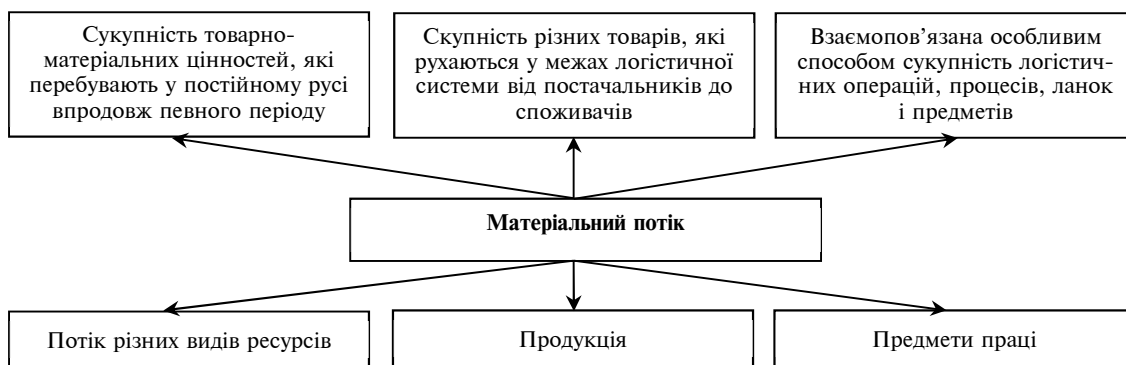 Сукупність товарно-
матеріальних цінностей, які
перебувають у постійному русі
впродовж певного періоду
Скупність різних товарів, які
рухаються у межах логістичної
системи від постачальників до
споживачів
Взаємопов’язана особливим
способом сукупність логістич-
них операцій, процесів, ланок
і предметів
Матеріальний потік
Потік різних видів ресурсів
Продукція
Предмети праці